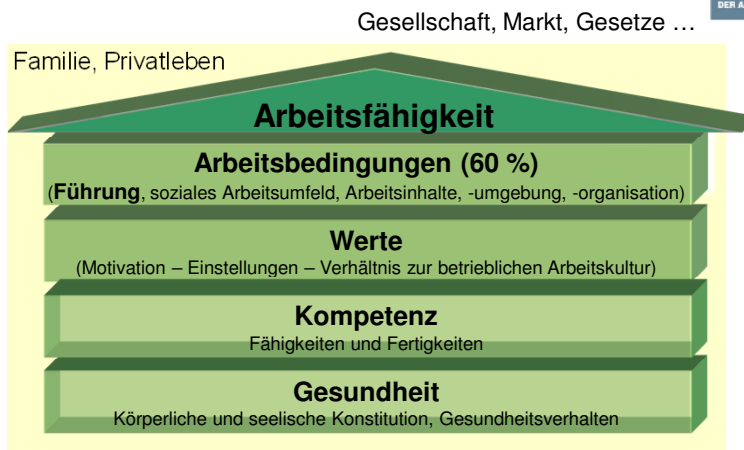 DER A
Gesellschaft, Markt, Gesetze …
Familie, Privatleben
Arbeitsfähigkeit
Arbeitsbedingungen (60 %)
(Führung, soziales Arbeitsumfeld, Arbeitsinhalte, -umgebung, -organisation)
Werte
(Motivation – Einstellungen – Verhältnis zur betrieblichen Arbeitskultur)
Kompetenz
Fähigkeiten und Fertigkeiten
Gesundheit
Körperliche und seelische Konstitution, Gesundheitsverhalten